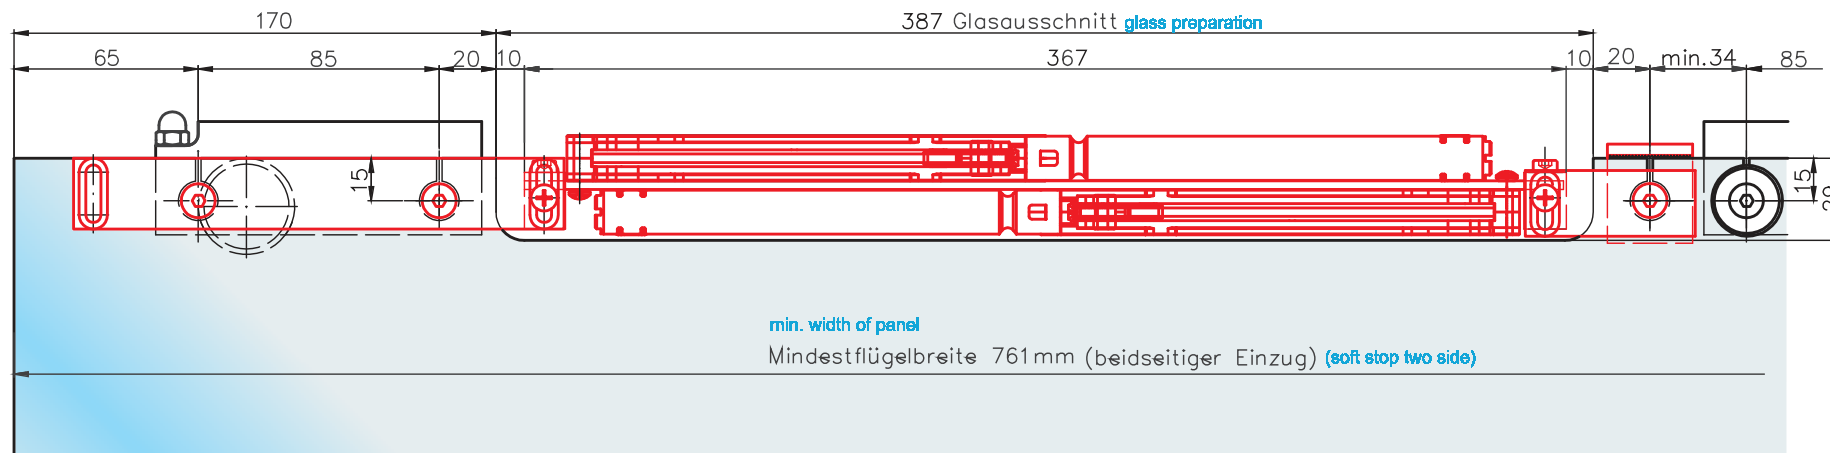 170 387 Glasausschnitt glass preparation
65 85 20 10 367 10 20 min.34 85
15 15
min. width of panel
Mindestflügelbreite 761mm (beidseitiger Einzug) (soft stop two side)